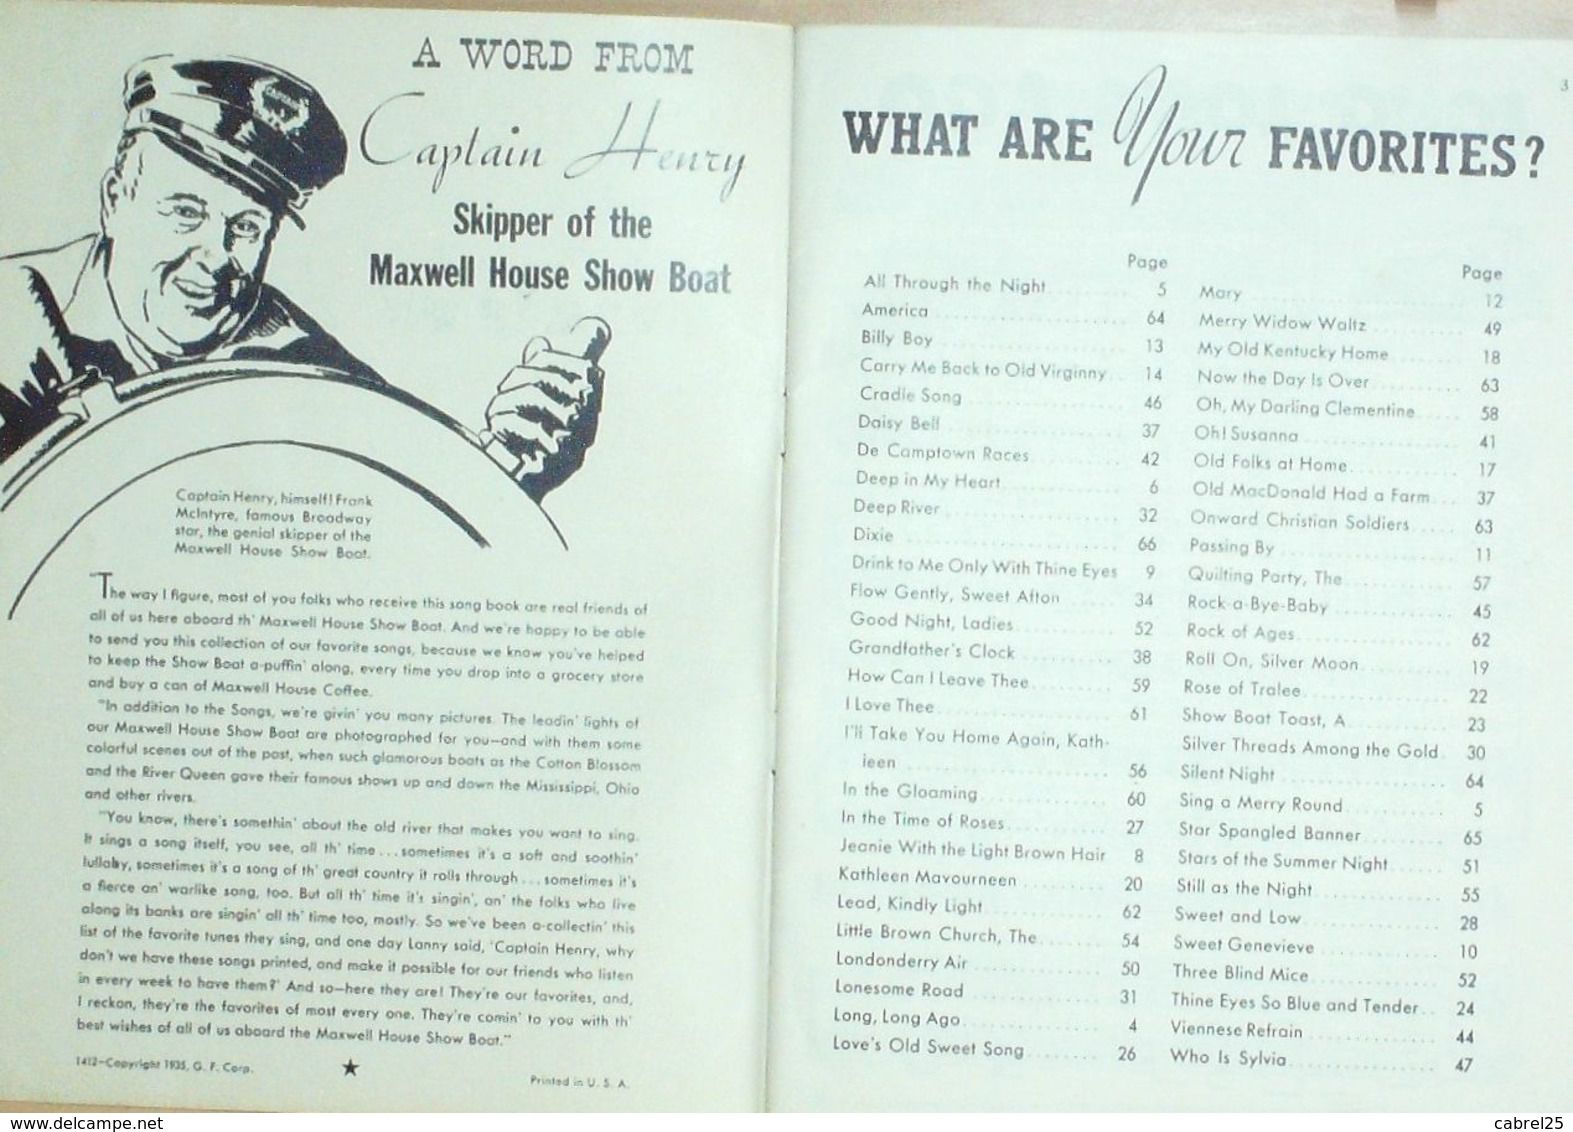 A WORD FROM
Captain Henry
Skipper of the
Maxwell House Show Boat
CAPTAIN
Captain Henry, himself! Frank
McIntyre, famous Broadway
star, the genial skipper of the
Maxwell House Show Boat.
"The way I figure, most of you folks who receive this song book are real friends of
all of us here aboard th' Maxwell House Show Boat. And we're happy to be able
to send you this collection of our favorite songs, because we know you've helped
to keep the Show Boat a-puffin' along, every time you drop into a grocery store
and buy a can of Maxwell House Coffee.
"In addition to the Songs, we're givin' you many pictures. The leadin' lights of
our Maxwell House Show Boat are photographed for you—and with them some
colorful scenes out of the past, when such glamorous boats as the Cotton Blossom
and the River Queen gave their famous shows up and down the Mississippi, Ohio
and other rivers.
"You know, there's somethin' about the old river that makes you want to sing.
It sings a song itself, you see, all th' time . . . sometimes it's a soft and soothin'
lullaby, sometimes it's a song of th' great country it rolls through . . . sometimes it's
a fierce an' warlike song, too. But all th' time it's singin', an' the folks who live
along its banks are singin' all th' time too, mostly. So we've been a-collectin' this
list of the favorite tunes they sing, and one day Lanny said, 'Captain Henry, why
don't we have these songs printed, and make it possible for our friends who listen
in every week to have them?' And so—here they are! They're our favorites, and,
I reckon, they're the favorites of most every one. They're comin' to you with th'
best wishes of all of us aboard the Maxwell House Show Boat."
1412—Copyright 1935, G. F. Corp.
Printed in U. S. A.
3
WHAT ARE Your FAVORITES?
Page
All Through the Night 5
America 64
Billy Boy 13
Carry Me Back to Old Virginny 14
Cradle Song 46
Daisy Bell 37
De Camptown Races 42
Deep in My Heart 6
Deep River 32
Dixie 66
Drink to Me Only With Thine Eyes 9
Flow Gently, Sweet Afton 34
Good Night, Ladies 52
Grandfather's Clock 38
How Can I Leave Thee 59
I Love Thee 61
I'll Take You Home Again, Kath-
leen 56
In the Gloaming 60
In the Time of Roses 27
Jeanie With the Light Brown Hair 8
Kathleen Mavourneen 20
Lead, Kindly Light 62
Little Brown Church, The 54
Londonderry Air 50
Lonesome Road 31
Long, Long Ago 4
Love's Old Sweet Song 26
Page
Mary 12
Merry Widow Waltz 49
My Old Kentucky Home 18
Now the Day Is Over 63
Oh, My Darling Clementine 58
Oh! Susanna 41
Old Folks at Home 17
Old MacDonald Had a Farm 37
Onward Christian Soldiers 63
Passing By 11
Quilting Party, The 57
Rock-a-Bye-Baby 45
Rock of Ages 62
Roll On, Silver Moon 19
Rose of Tralee 22
Show Boat Toast, A 23
Silver Threads Among the Gold 30
Silent Night 64
Sing a Merry Round 5
Star Spangled Banner 65
Stars of the Summer Night 51
Still as the Night 55
Sweet and Low 28
Sweet Genevieve 10
Three Blind Mice 52
Thine Eyes So Blue and Tender 24
Viennese Refrain 44
Who Is Sylvia 47
www.delcampe.net
cabrel25